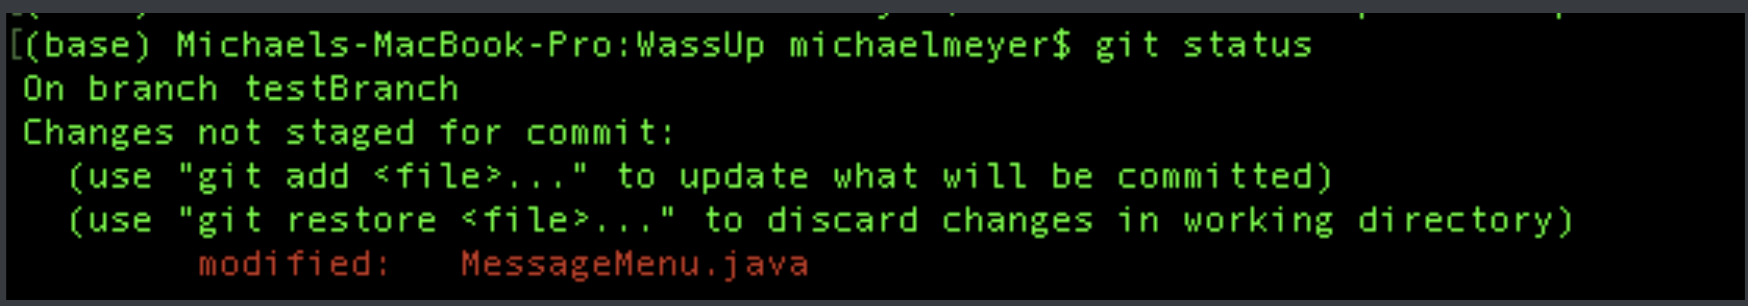 [(base) Michaels-MacBook-Pro:WassUp michaelmeyer$ git status
On branch testBranch
Changes not staged for commit:
  (use "git add <file>..." to update what will be committed)
  (use "git restore <file>..." to discard changes in working directory)
        modified:   MessageMenu.java